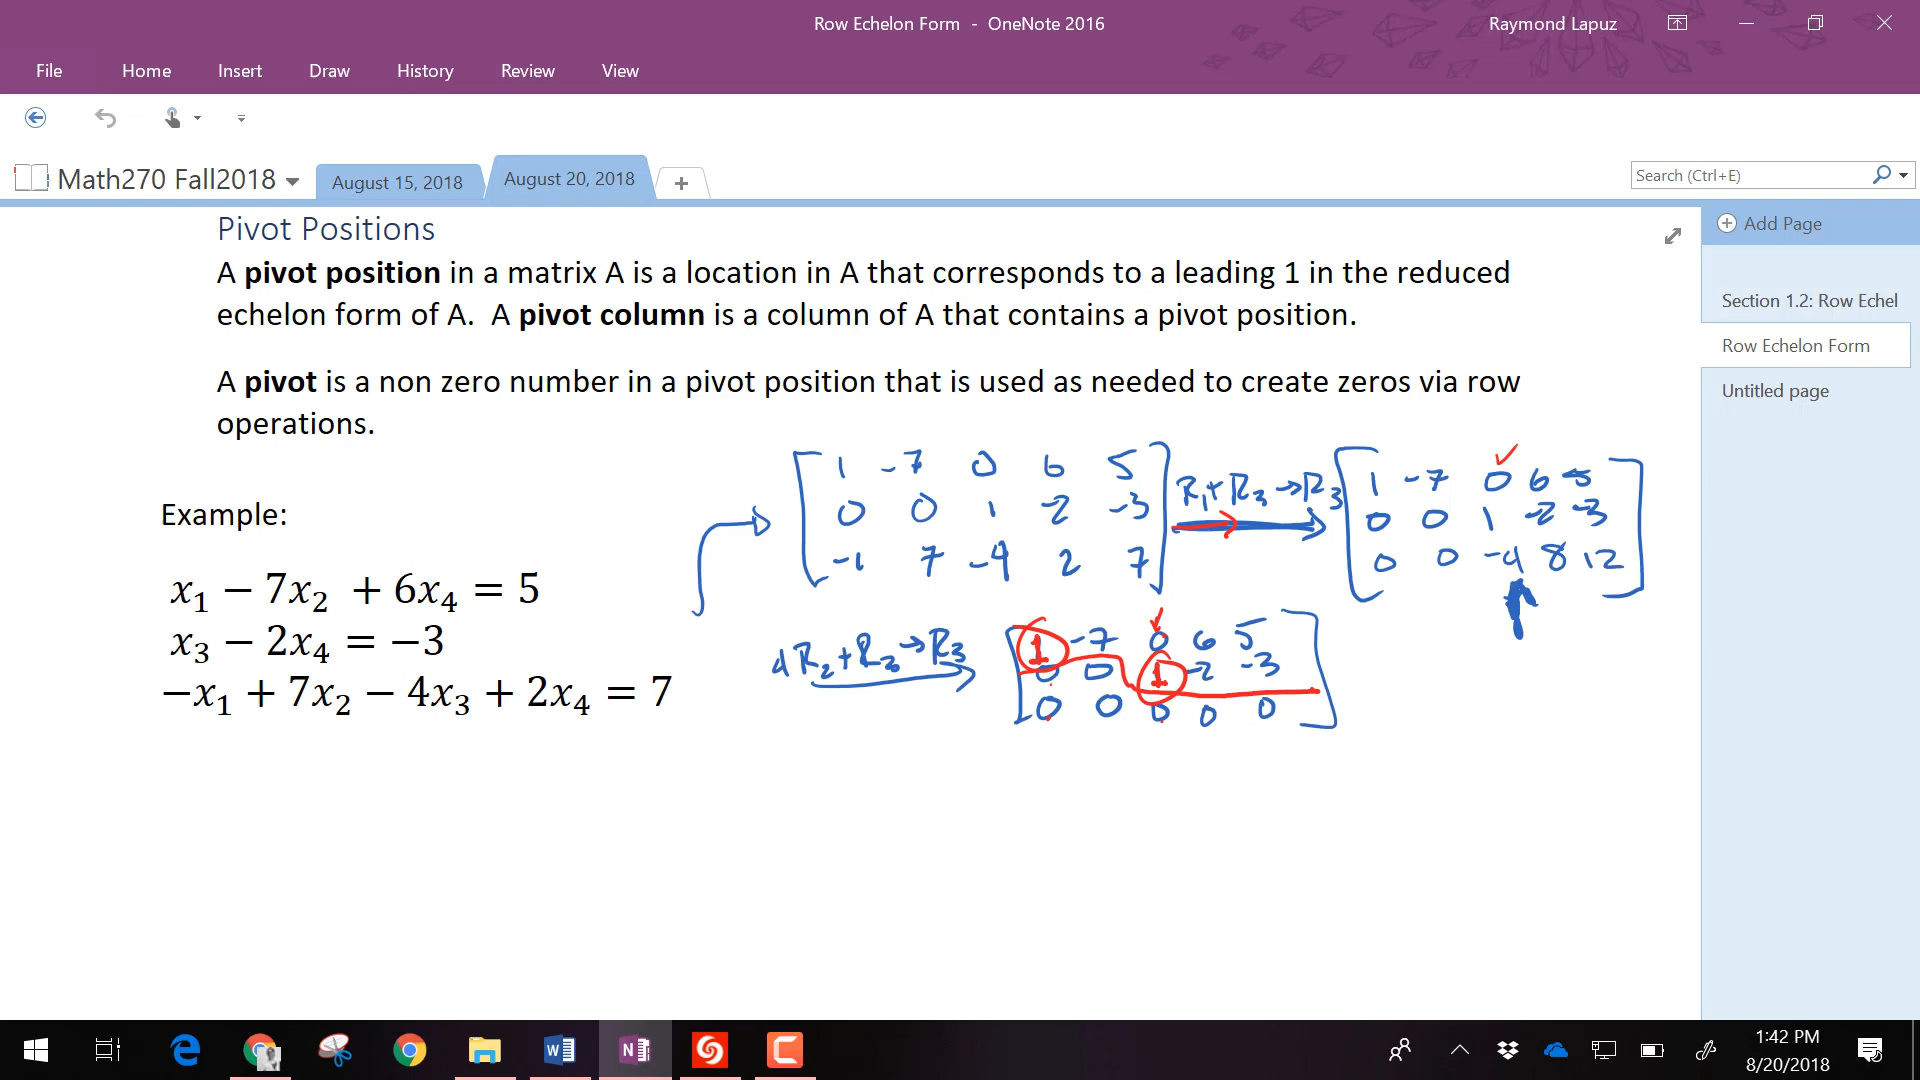 Row Echelon Form - OneNote 2016
Raymond Lapuz
File Home Insert Draw History Review View
Math270 Fall2018
August 15, 2018
August 20, 2018
Search (Ctrl+E)
Add Page
Section 1.2: Row Echel
Row Echelon Form
Untitled page
Pivot Positions
A pivot position in a matrix A is a location in A that corresponds to a leading 1 in the reduced
echelon form of A. A pivot column is a column of A that contains a pivot position.
A pivot is a non zero number in a pivot position that is used as needed to create zeros via row
operations.
Example:
x₁ − 7x₂ + 6x₄ = 5
x₃ − 2x₄ = −3
−x₁ + 7x₂ − 4x₃ + 2x₄ = 7
1 -7 0 6 5
0 0 1 -2 -3
-1 7 -4 2 7
R₁+R₃→R₃
1 -7 0 6 5
0 0 1 -2 -3
0 0 -4 8 12
4R₂+R₃→R₃
1 -7 0 6 5
0 0 1 -2 -3
0 0 0 0 0
1:42 PM
8/20/2018